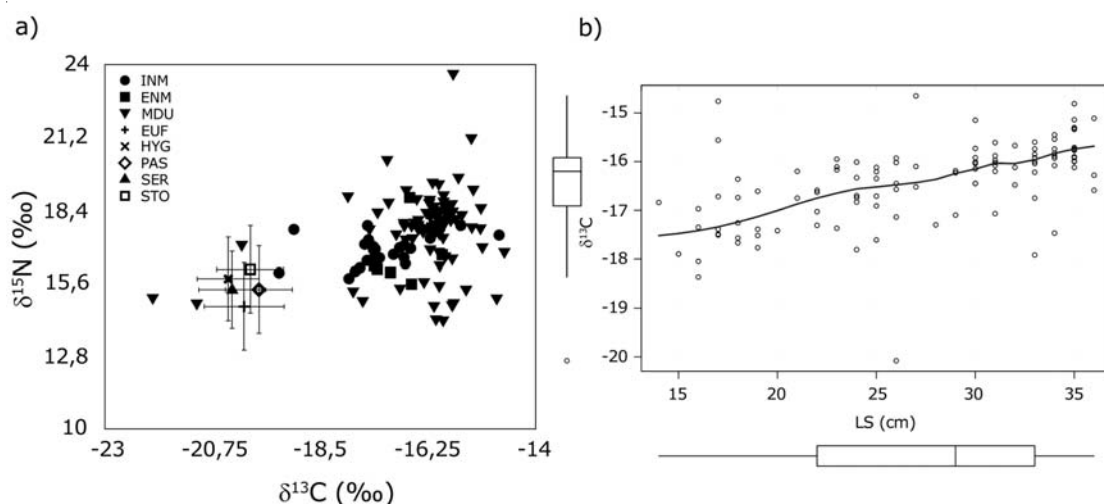 a)
24
21,2
18,4
15,6
12,8
10
δ15N (‰)
INM
ENM
MDU
EUF
HYG
PAS
SER
STO
-23
-20,75
-18,5
-16,25
-14
δ13C (‰)
b)
-15
-16
-17
-18
-19
-20
δ13C
15
20
25
30
35
LS (cm)